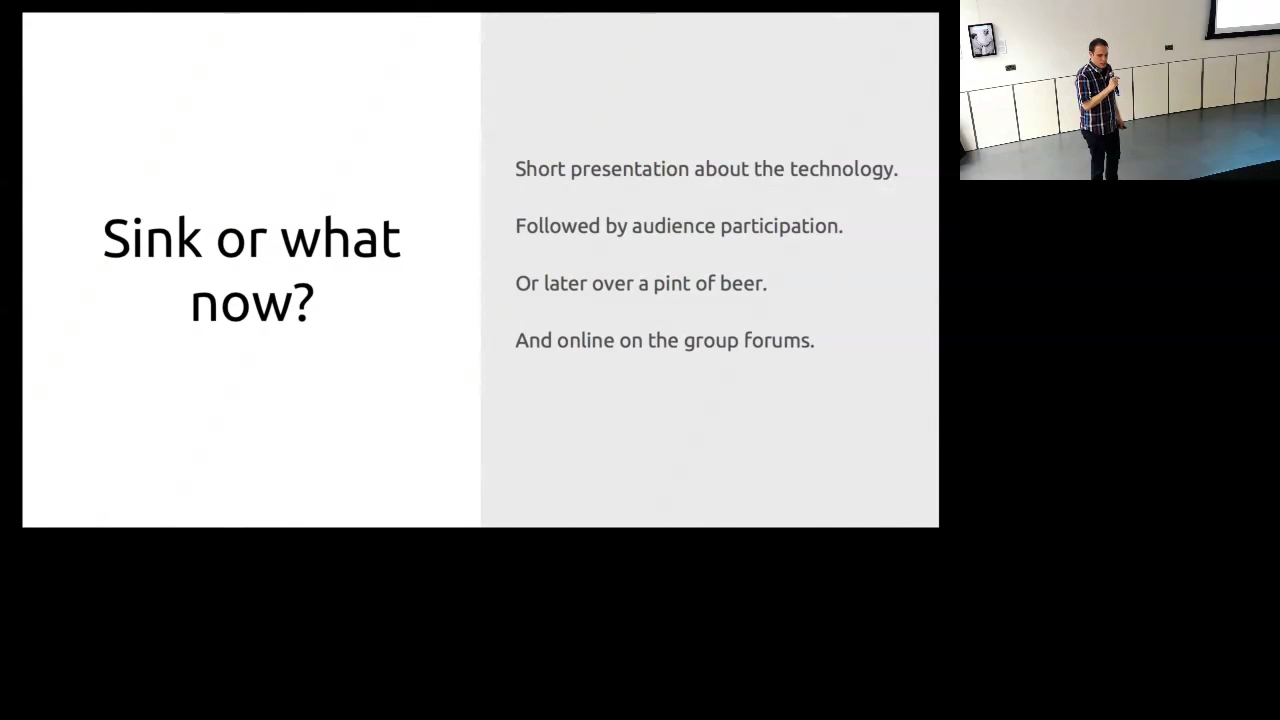 Sink or what
now?
Short presentation about the technology.
Followed by audience participation.
Or later over a pint of beer.
And online on the group forums.